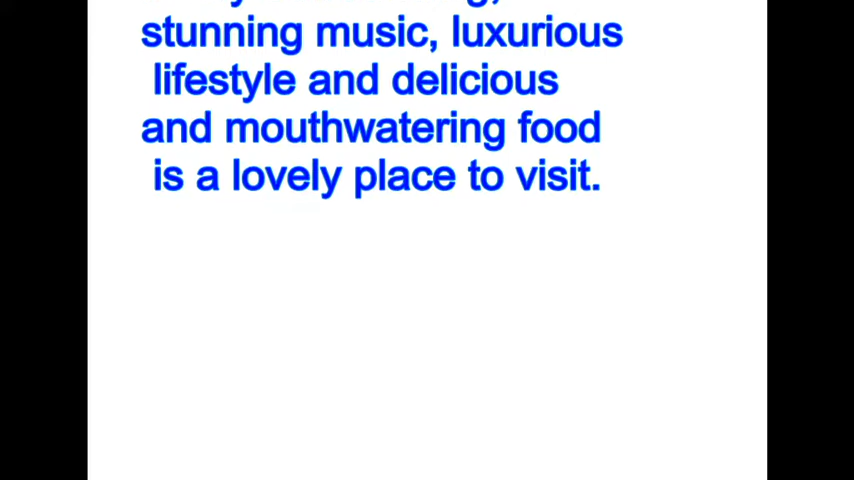 stunning music, luxurious
lifestyle and delicious
and mouthwatering food
is a lovely place to visit.